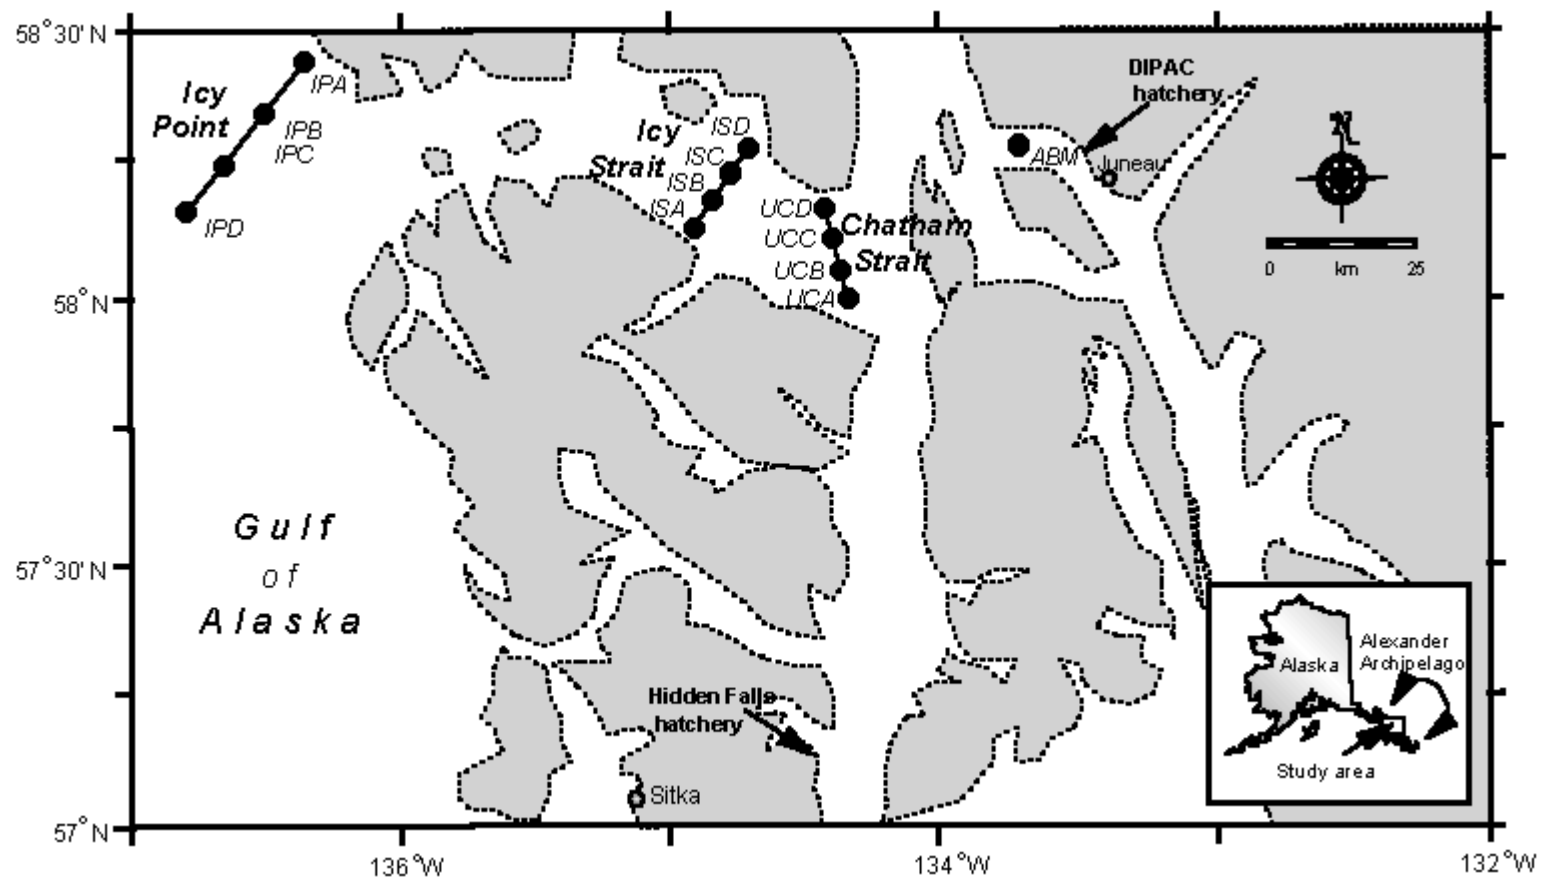 58°30' N
DIPAC
hatchery
Icy
Point
IPA
IPB
IPC
IPD
Icy
Strait
ISD
ISC
ISB
ISA
ABM
Juneau
N
UCD
UCC
UCB
UCA
Chatham
Strait
0 km 25
58°N
Gulf
of
Alaska
57°30' N
Alaska
Alexander
Archipelago
Study area
Hidden Falls
hatchery
Sitka
57°N
136°W
134°W
132°W